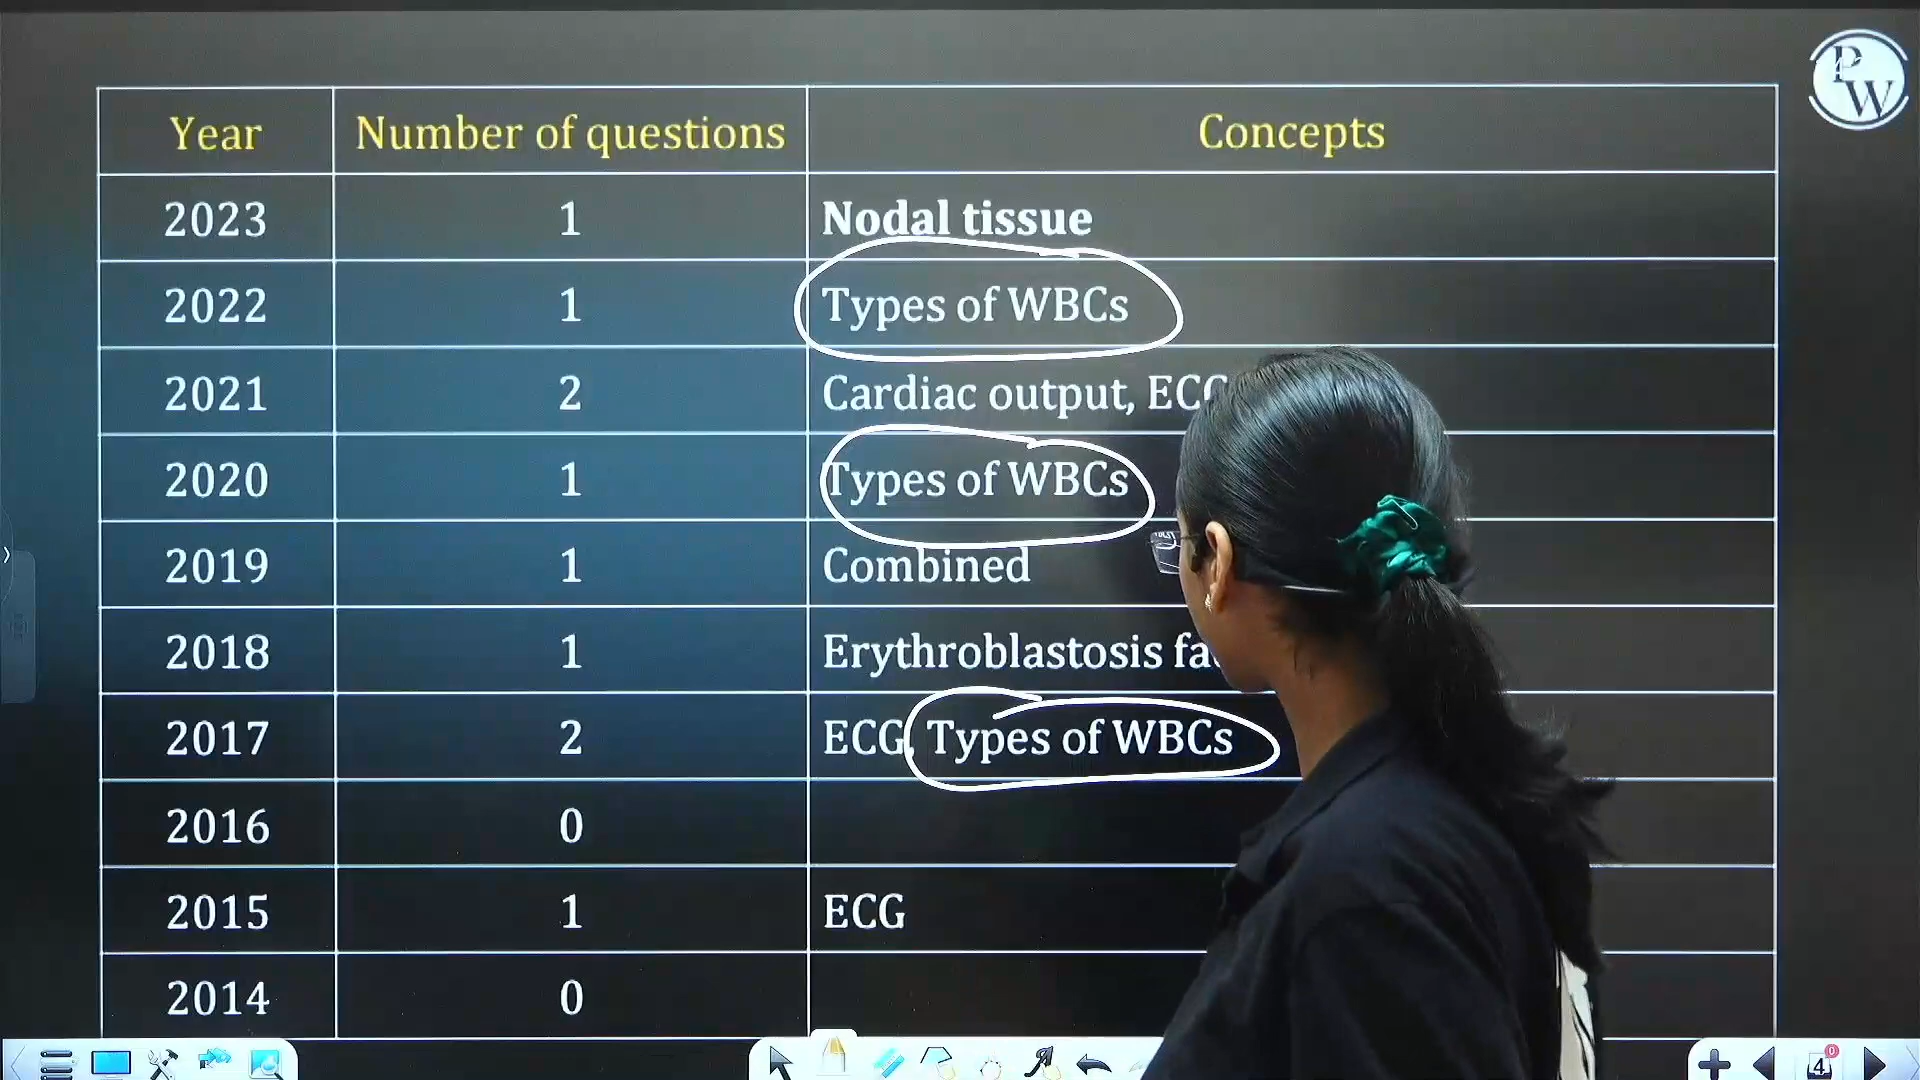 PW
Year Number of questions Concepts
2023 1 Nodal tissue
2022 1 Types of WBCs
2021 2 Cardiac output,
2020 1 Types of WBCs
2019 1 Combined
2018 1 Erythroblastosis
2017 2 ECG, Types of WBCs
2016 0
2015 1 ECG
2014 0
4 0